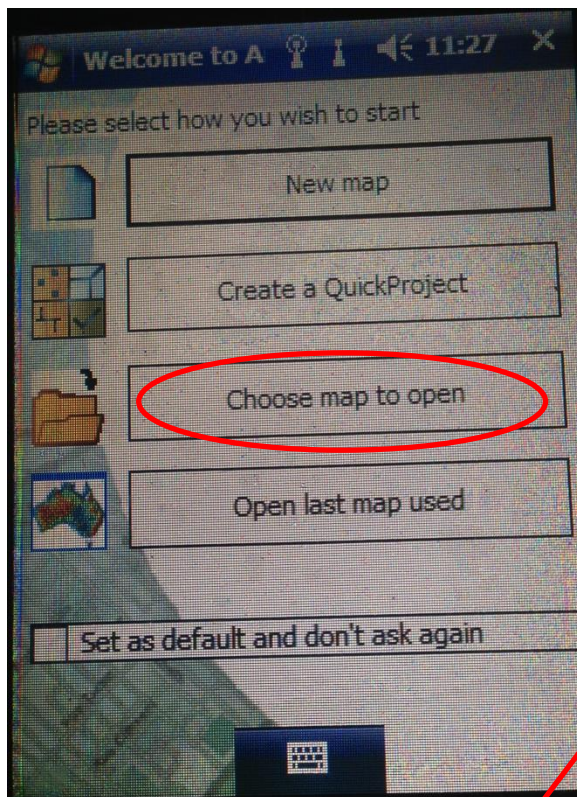 Welcome to A 11:27
Please select how you wish to start
New map
Create a QuickProject
Choose map to open
Open last map used
Set as default and don't ask again